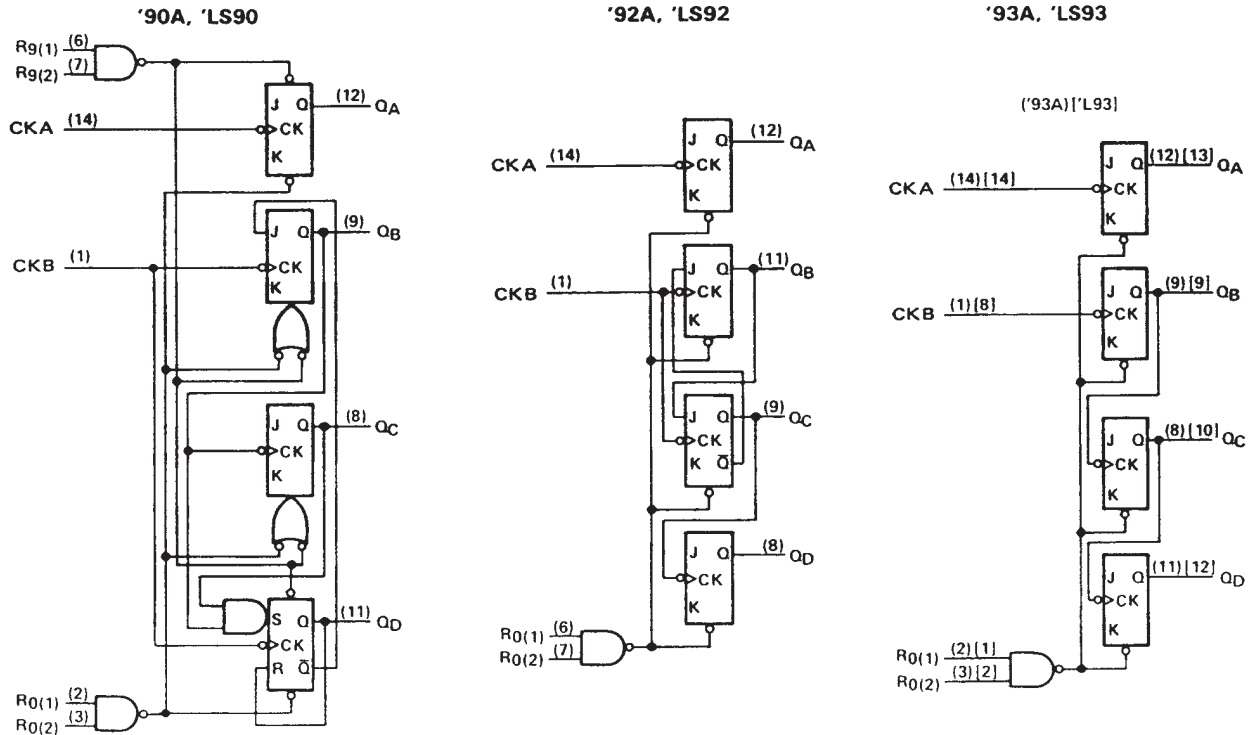 '90A, 'LS90
R9(1) (6)
R9(2) (7)
J Q (12) QA
CKA (14) CK
K
J Q (9) QB
CKB (1) CK
K
J Q (8) QC
CK
K
S Q (11) QD
CK
R Q̅
R0(1) (2)
R0(2) (3)
'92A, 'LS92
J Q (12) QA
CKA (14) CK
K
J Q (11) QB
CKB (1) CK
K
J Q (9) QC
CK
K Q̅
J Q (8) QD
CK
K
R0(1) (6)
R0(2) (7)
'93A, 'LS93
('93A)['L93]
J Q (12)[13] QA
CKA (14)[14] CK
K
J Q (9)[9] QB
CKB (1)[8] CK
K
J Q (8)[10] QC
CK
K
J Q (11)[12] QD
CK
K
R0(1) (2)[1]
R0(2) (3)[2]